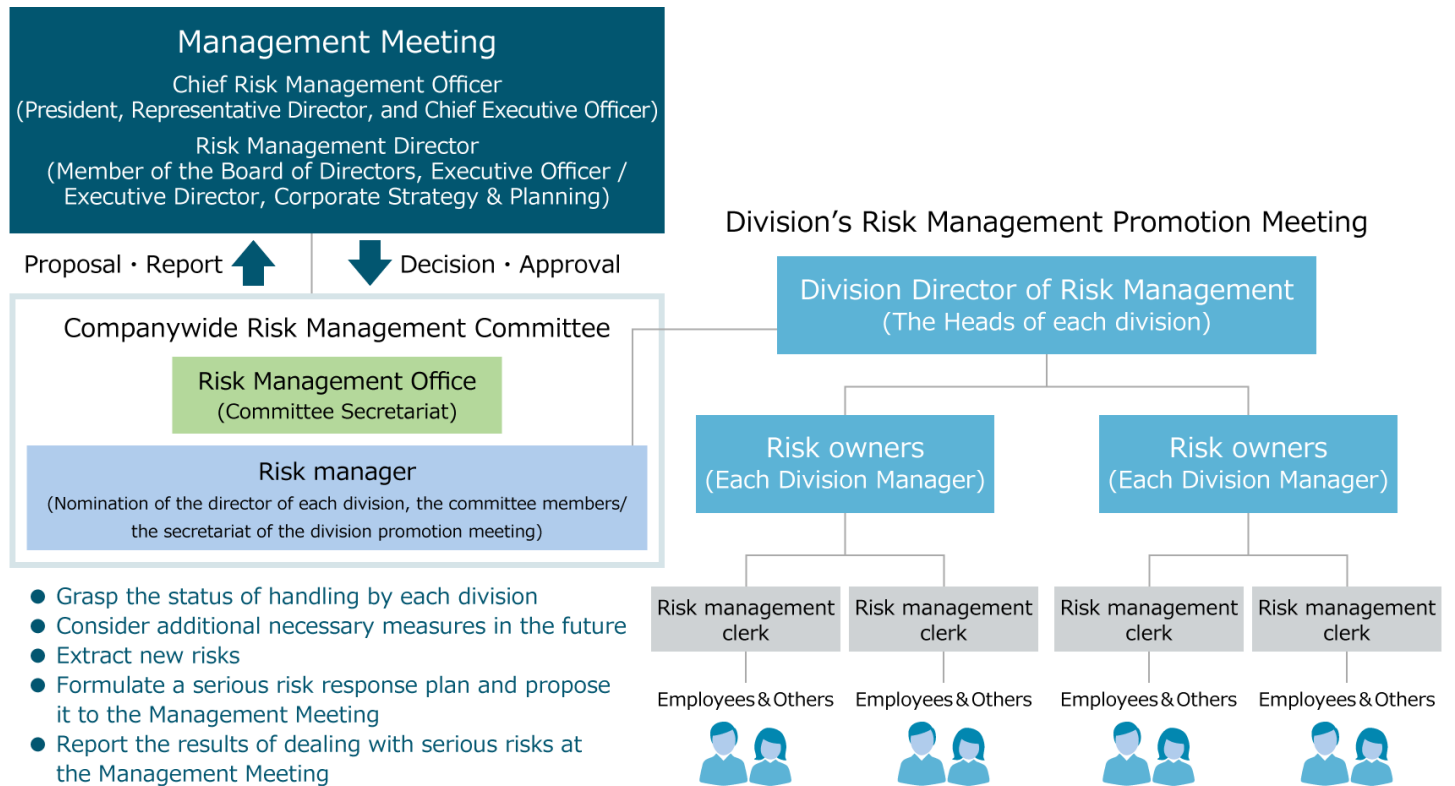 Management Meeting
Chief Risk Management Officer
(President, Representative Director, and Chief Executive Officer)
Risk Management Director
(Member of the Board of Directors, Executive Officer /
Executive Director, Corporate Strategy & Planning)
Proposal・Report
Decision・Approval
Companywide Risk Management Committee
Risk Management Office
(Committee Secretariat)
Risk manager
(Nomination of the director of each division, the committee members/
the secretariat of the division promotion meeting)
● Grasp the status of handling by each division
● Consider additional necessary measures in the future
● Extract new risks
● Formulate a serious risk response plan and propose
it to the Management Meeting
● Report the results of dealing with serious risks at
the Management Meeting
Division’s Risk Management Promotion Meeting
Division Director of Risk Management
(The Heads of each division)
Risk owners
(Each Division Manager)
Risk owners
(Each Division Manager)
Risk management
clerk
Risk management
clerk
Risk management
clerk
Risk management
clerk
Employees&Others
Employees&Others
Employees&Others
Employees&Others